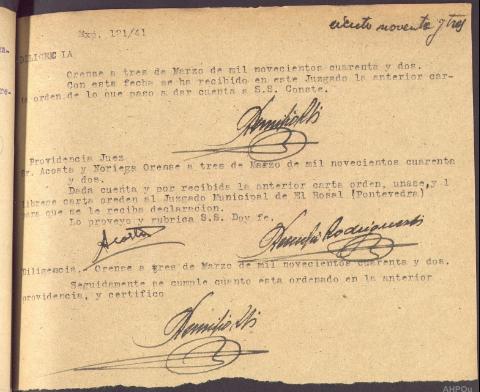 Exp. 121/41
ciento noventa y tres
DILIGENCIA
Orense a tres de Marzo de mil novecientos cuarenta y dos.
Con esta fecha se ha recibido en este Juzgado la anterior car-
orden de lo que paso a dar cuenta a S.S. Conste.
Providencia Juez
Sr. Acosta y Noriega Orense a tres de Marzo de mil novecientos cuarenta
y dos.
Dada cuenta y por recibida la anterior carta orden, unase, y l
librese carta oreden al Juzgado Municipal de El Rosal (Pontevedra)
para que se le reciba declaracion.
Lo proveyo y rubrica S.S. Doy fe.
Acosta
Diligencia. Orense a tres de Marzo de mil novecientos cuarenta y dos.
Seguidamente se cumple cuanto esta ordenado en la anterior
providencia, y certifico
AHPOu